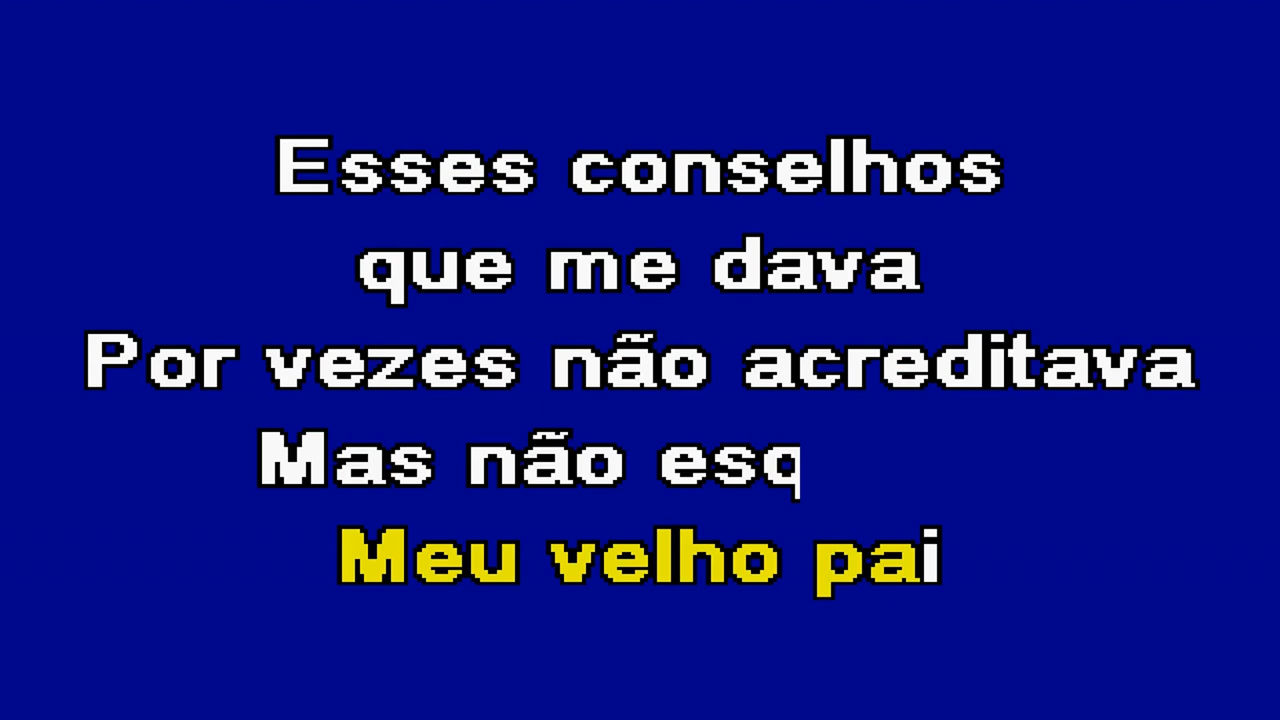 Esses conselhos
que me dava
Por vezes não acreditava
Mas não esq
Meu velho pai